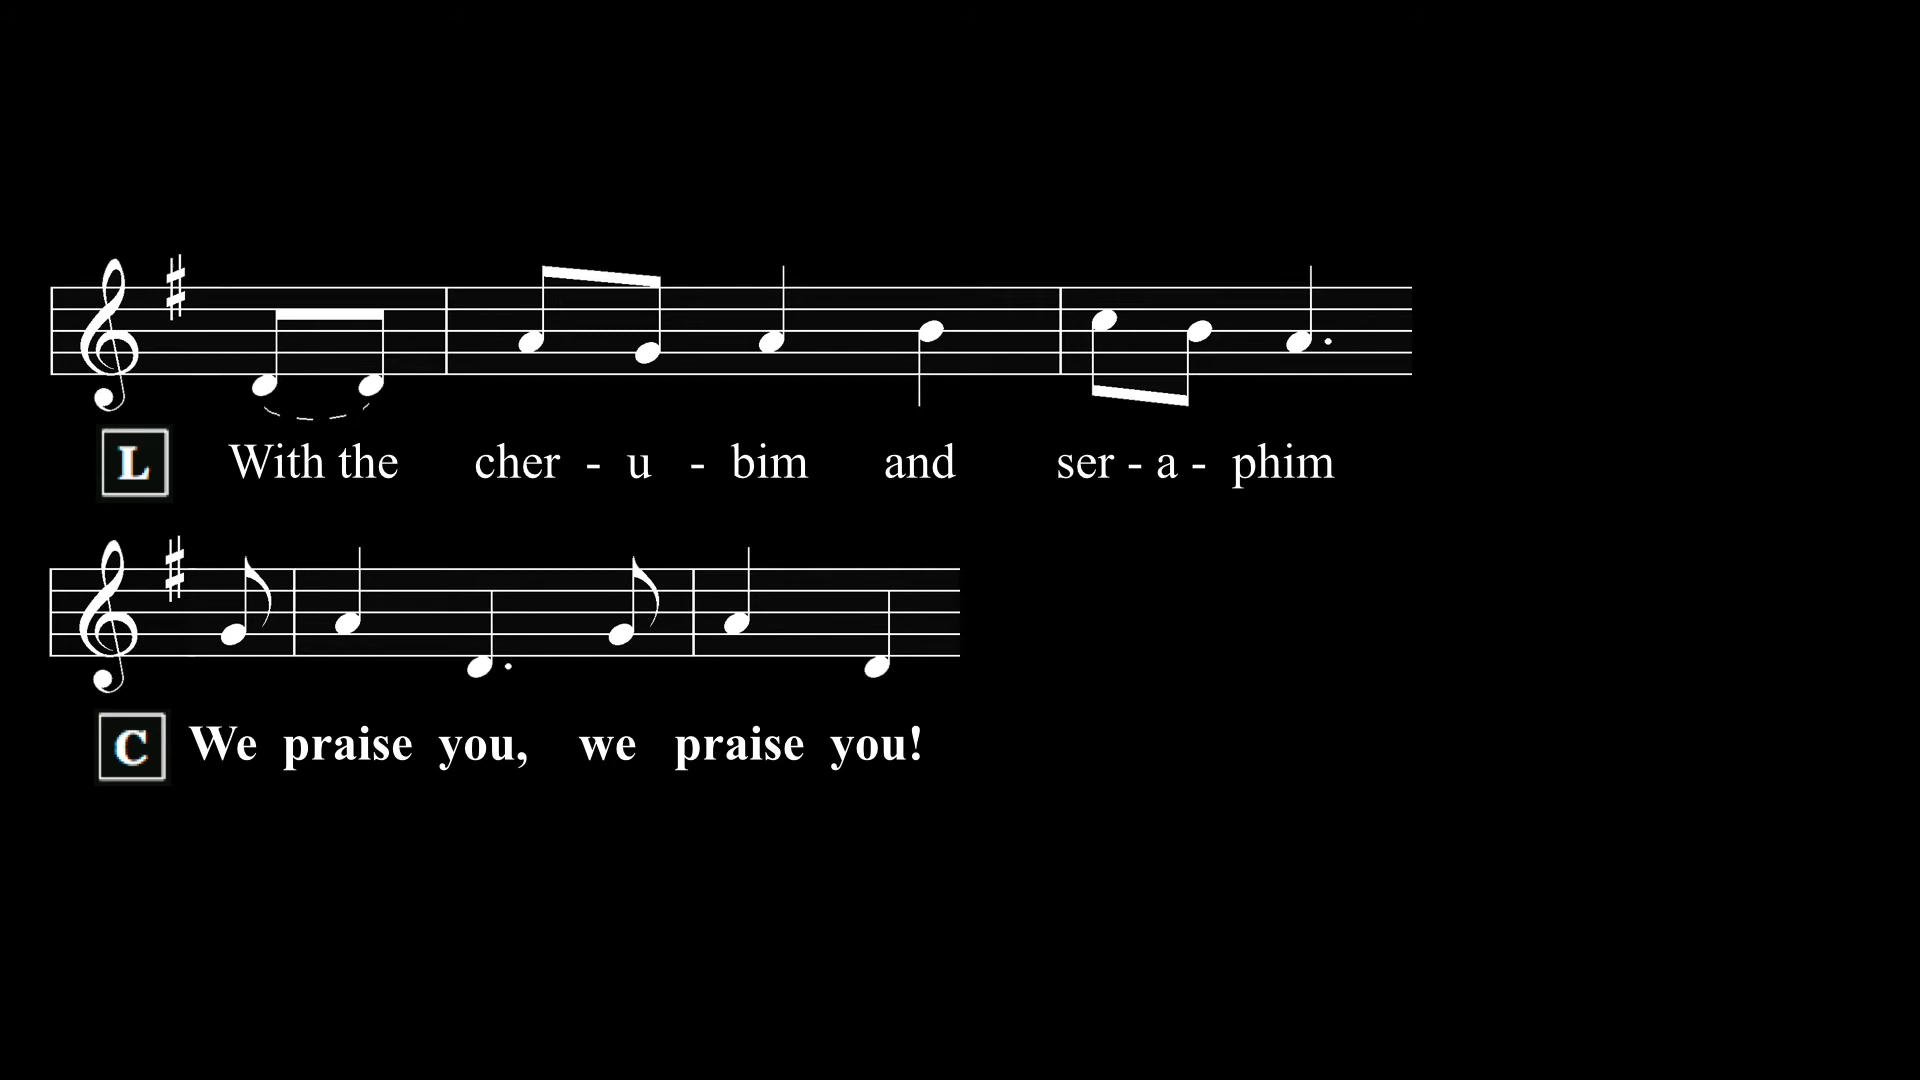 L With the cher - u - bim and ser - a - phim
C We praise you, we praise you!